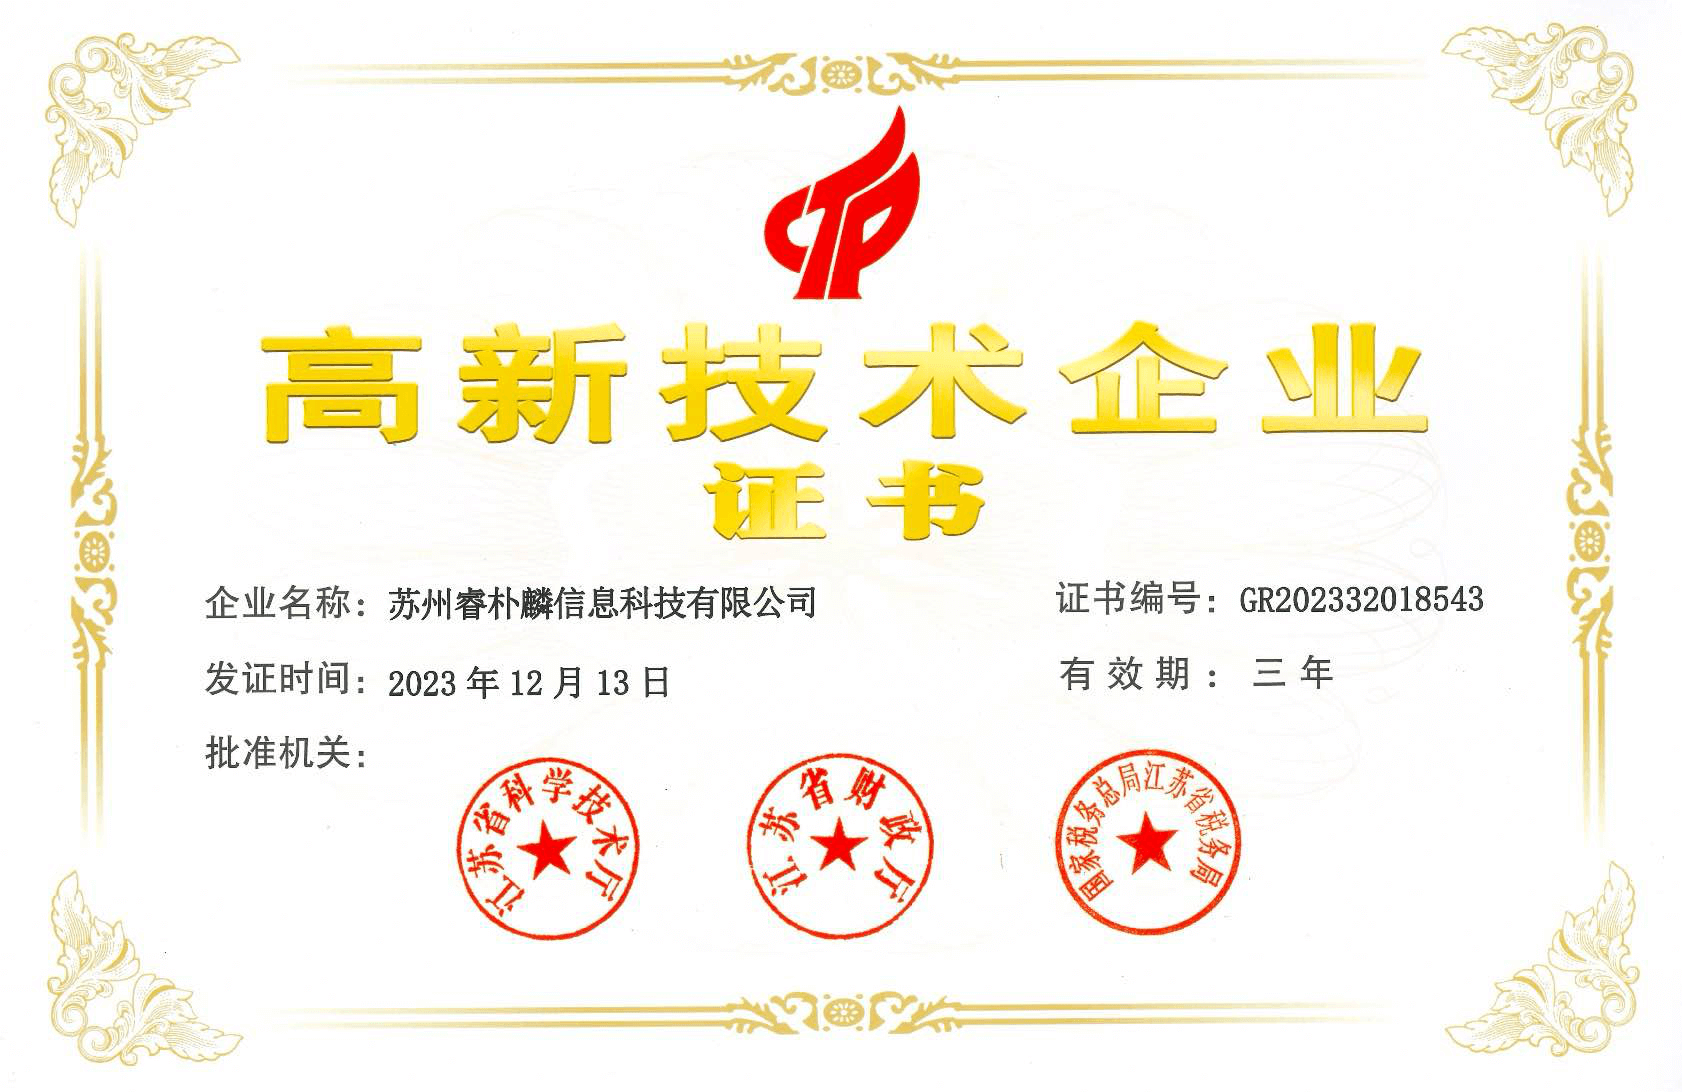 高新技术企业
证书
企业名称：苏州睿朴麟信息科技有限公司
证书编号：GR202332018543
发证时间：2023年12月13日
有效期：三年
批准机关：
江苏省科学技术厅
江苏省财政厅
国家税务总局江苏省税务局